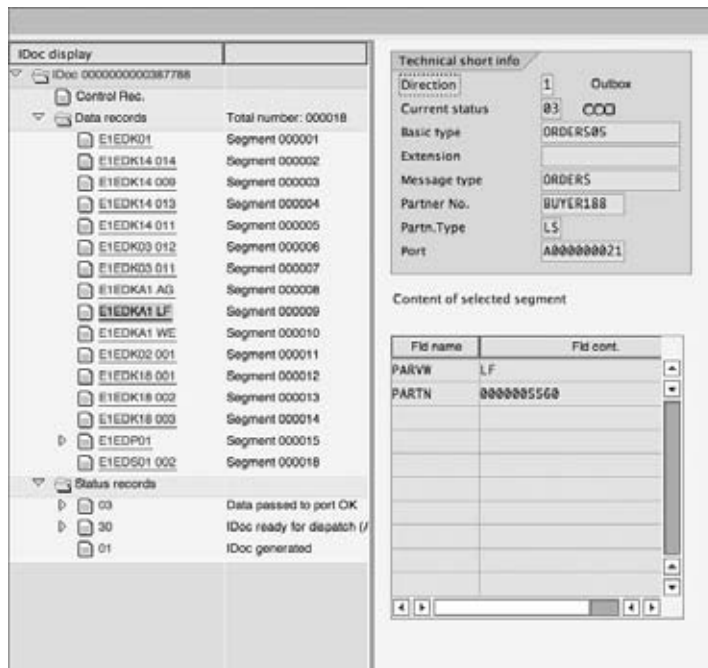 IDoc display
IDoc 0000000000387788
Control Rec.
Data records Total number: 000018
E1EDK01 Segment 000001
E1EDK14 014 Segment 000002
E1EDK14 009 Segment 000003
E1EDK14 013 Segment 000004
E1EDK14 011 Segment 000005
E1EDK03 012 Segment 000006
E1EDK03 011 Segment 000007
E1EDKA1 AG Segment 000008
E1EDKA1 LF Segment 000009
E1EDKA1 WE Segment 000010
E1EDK02 001 Segment 000011
E1EDK18 001 Segment 000012
E1EDK18 002 Segment 000013
E1EDK18 003 Segment 000014
E1EDP01 Segment 000015
E1EDS01 002 Segment 000018
Status records
03 Data passed to port OK
30 IDoc ready for dispatch (/
01 IDoc generated
Technical short info
Direction 1 Outbox
Current status 03
Basic type ORDERS05
Extension
Message type ORDERS
Partner No. BUYER188
Partn.Type LS
Port A000000021
Content of selected segment
Fld name Fld cont.
PARVW LF
PARTN 0000005560